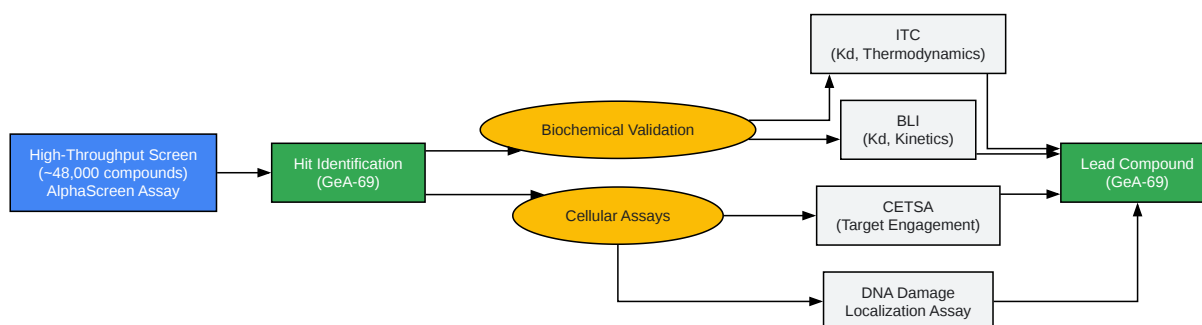 High-Throughput Screen
(~48,000 compounds)
AlphaScreen Assay
Hit Identification
(GeA-69)
Biochemical Validation
Cellular Assays
ITC
(Kd, Thermodynamics)
BLI
(Kd, Kinetics)
CETSA
(Target Engagement)
DNA Damage
Localization Assay
Lead Compound
(GeA-69)